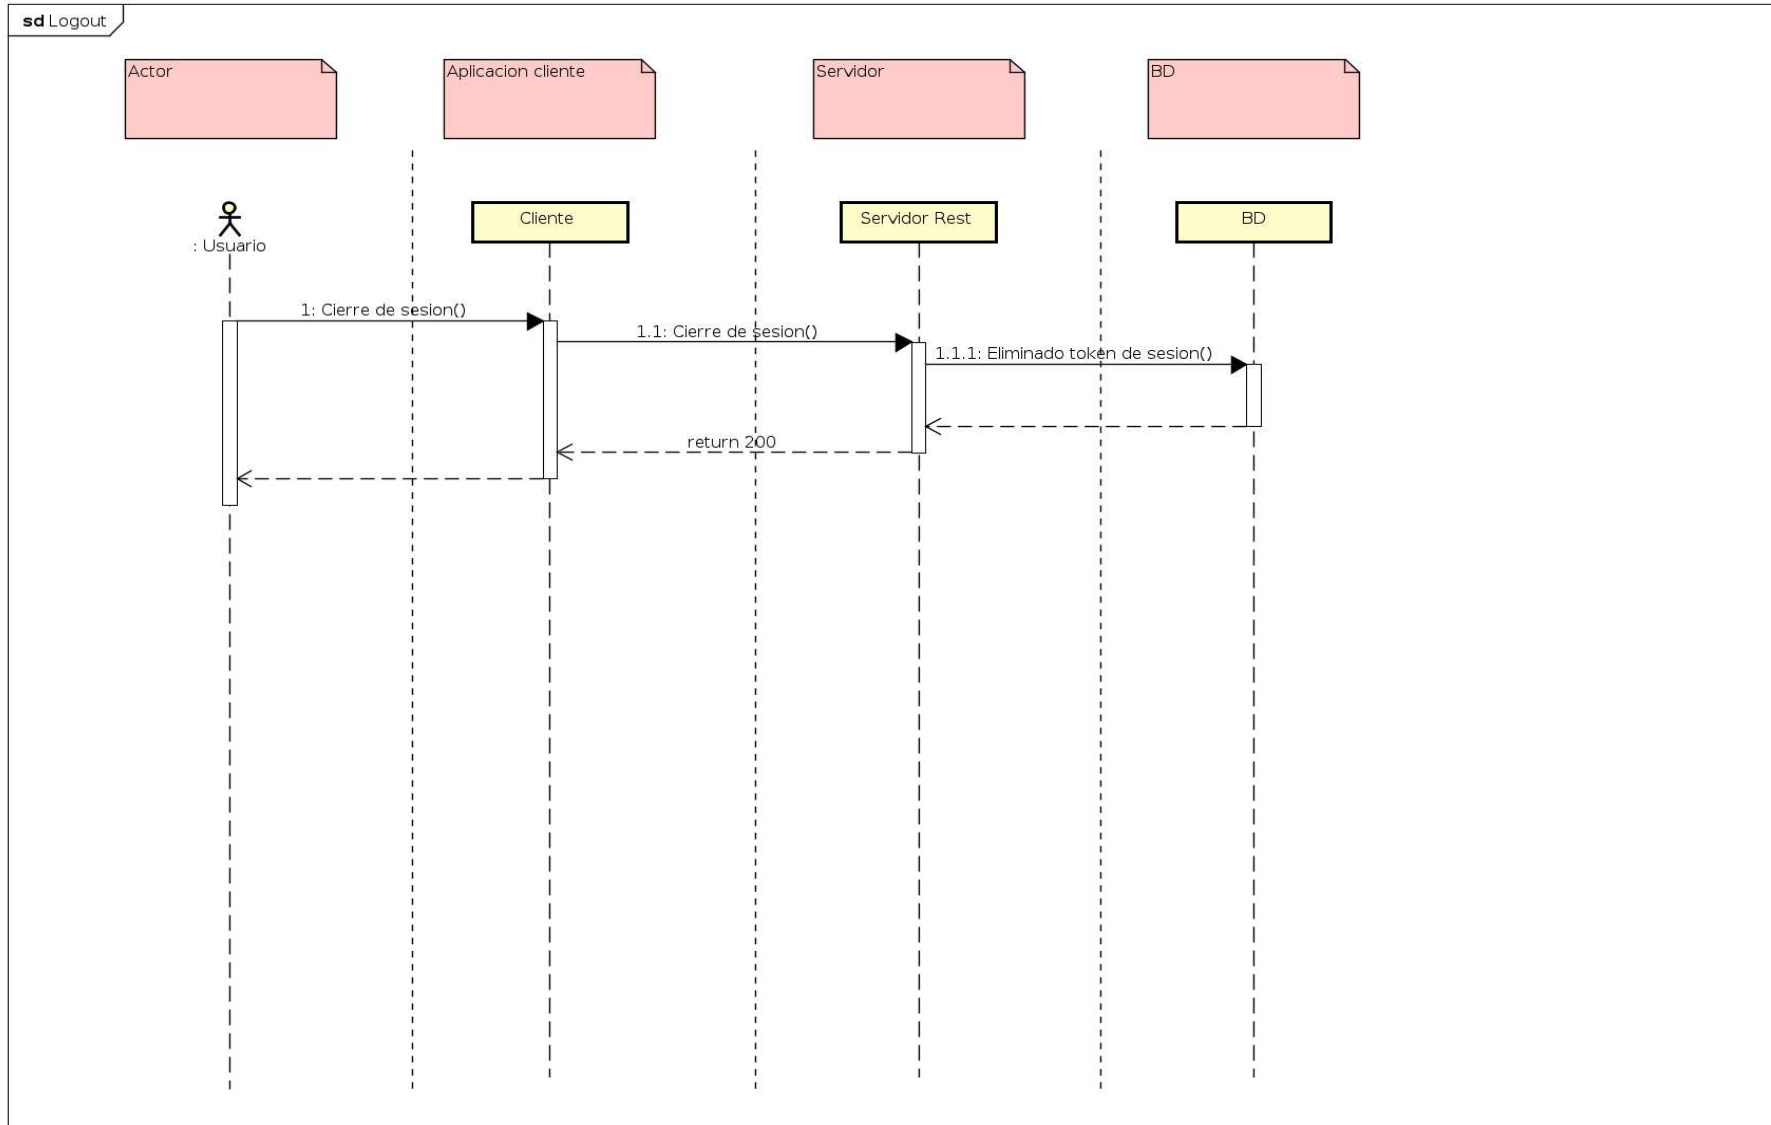 sd Logout
Actor
Aplicacion cliente
Servidor
BD
: Usuario
Cliente
Servidor Rest
BD
1: Cierre de sesion()
1.1: Cierre de sesion()
1.1.1: Eliminado token de sesion()
return 200